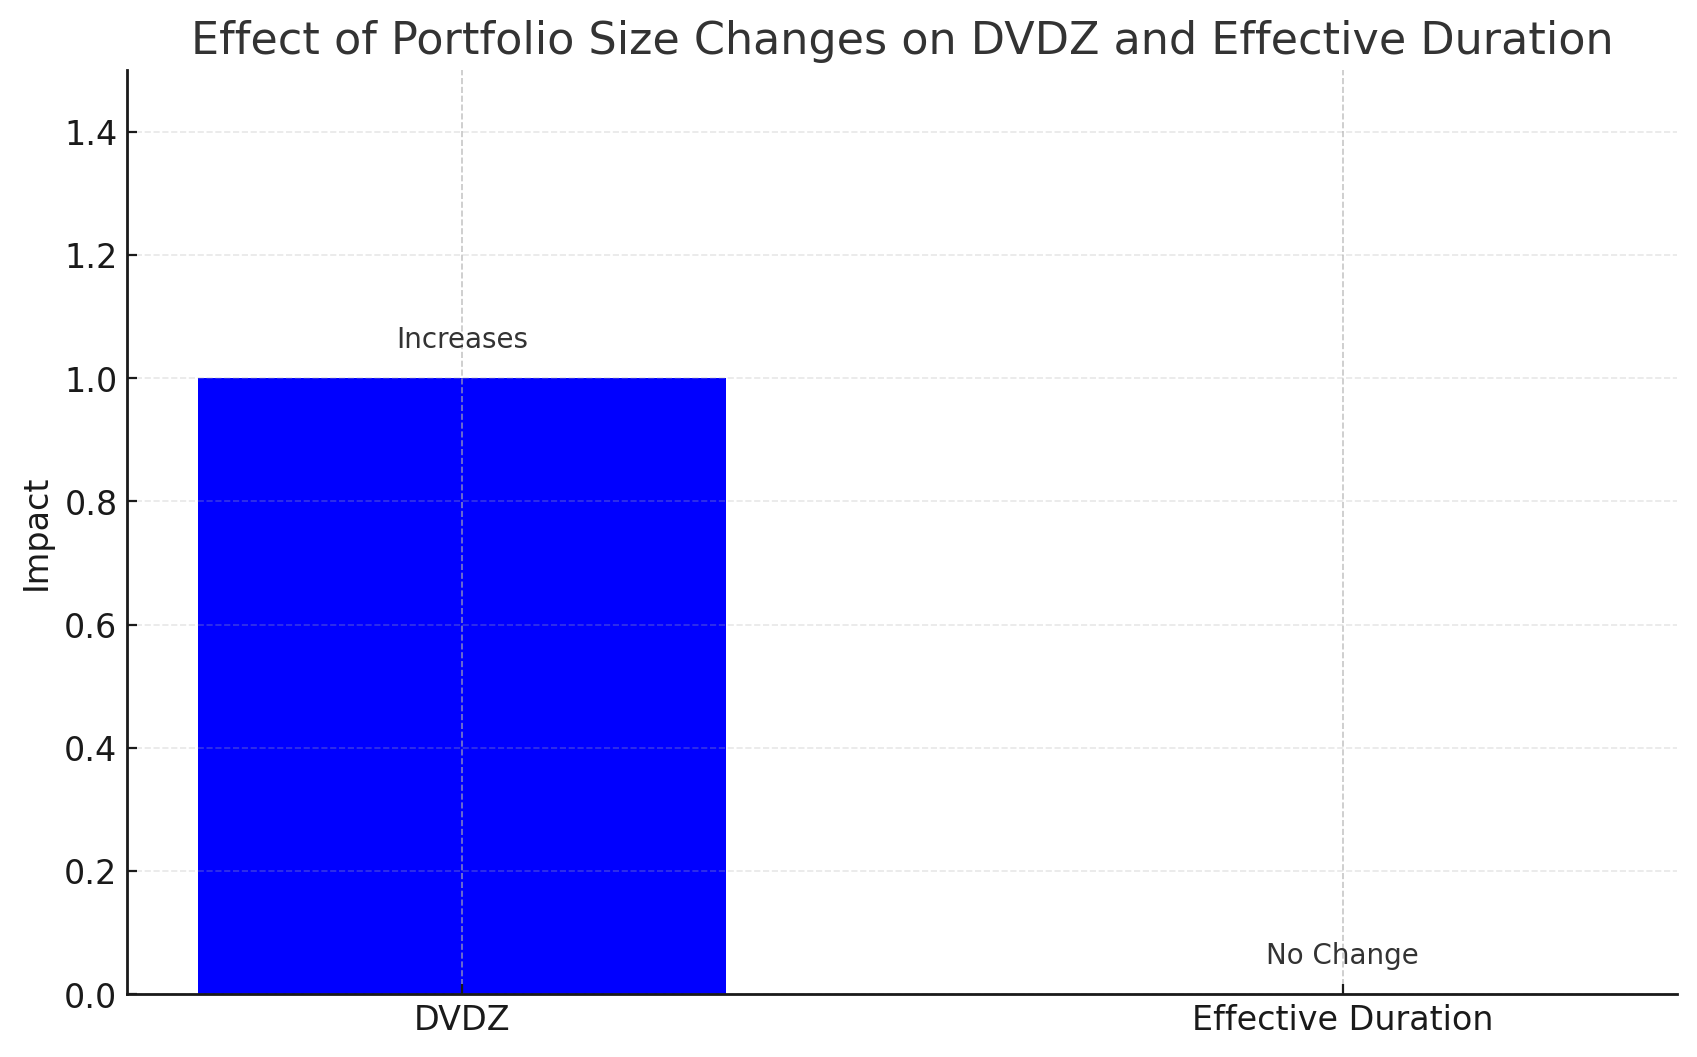 Effect of Portfolio Size Changes on DVDZ and Effective Duration
1.4
1.2
Increases
1.0
0.8
Impact
0.6
0.4
0.2
No Change
0.0
DVDZ Effective Duration